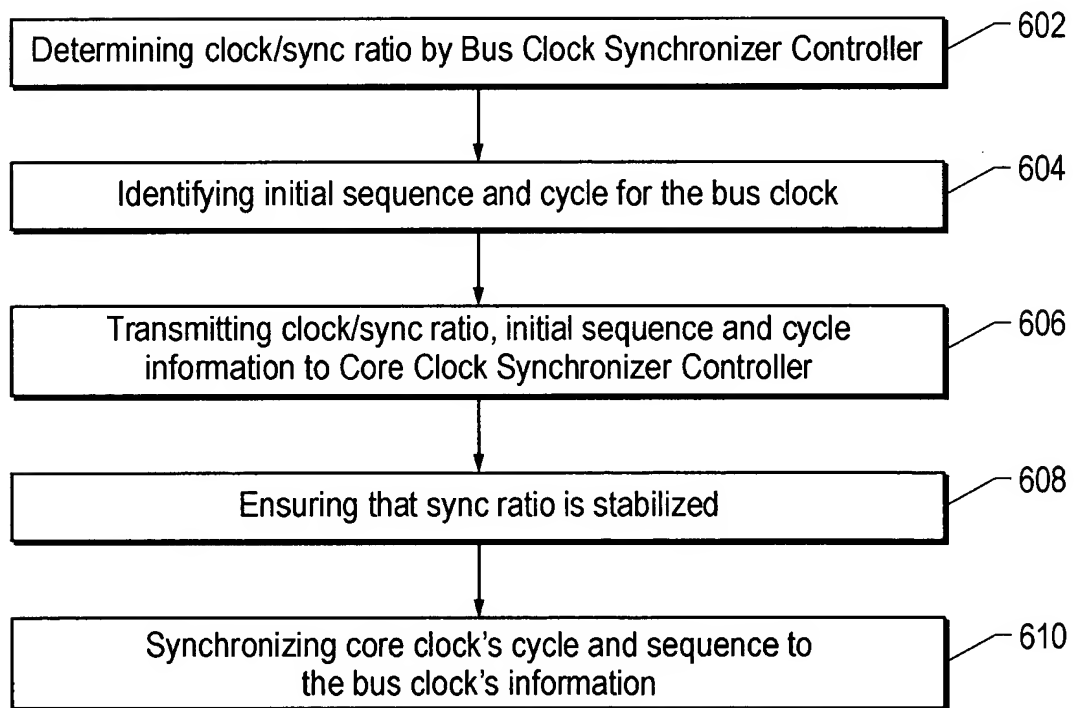 Determining clock/sync ratio by Bus Clock Synchronizer Controller
602
Identifying initial sequence and cycle for the bus clock
604
Transmitting clock/sync ratio, initial sequence and cycle
information to Core Clock Synchronizer Controller
606
Ensuring that sync ratio is stabilized
608
Synchronizing core clock's cycle and sequence to
the bus clock's information
610